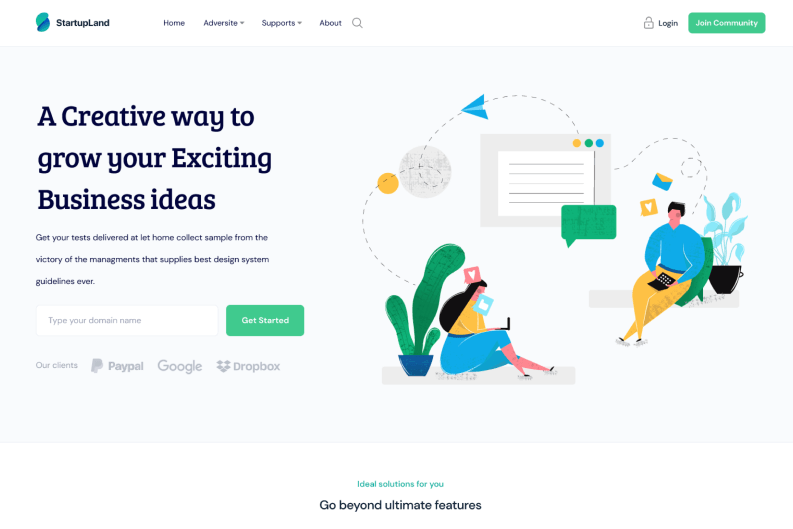 StartupLand
Home
Adversite
Supports
About
Login
Join Community
A Creative way to
grow your Exciting
Business ideas
Get your tests delivered at let home collect sample from the
victory of the managments that supplies best design system
guidelines ever.
Type your domain name
Get Started
Our clients
Paypal
Google
Dropbox
Ideal solutions for you
Go beyond ultimate features